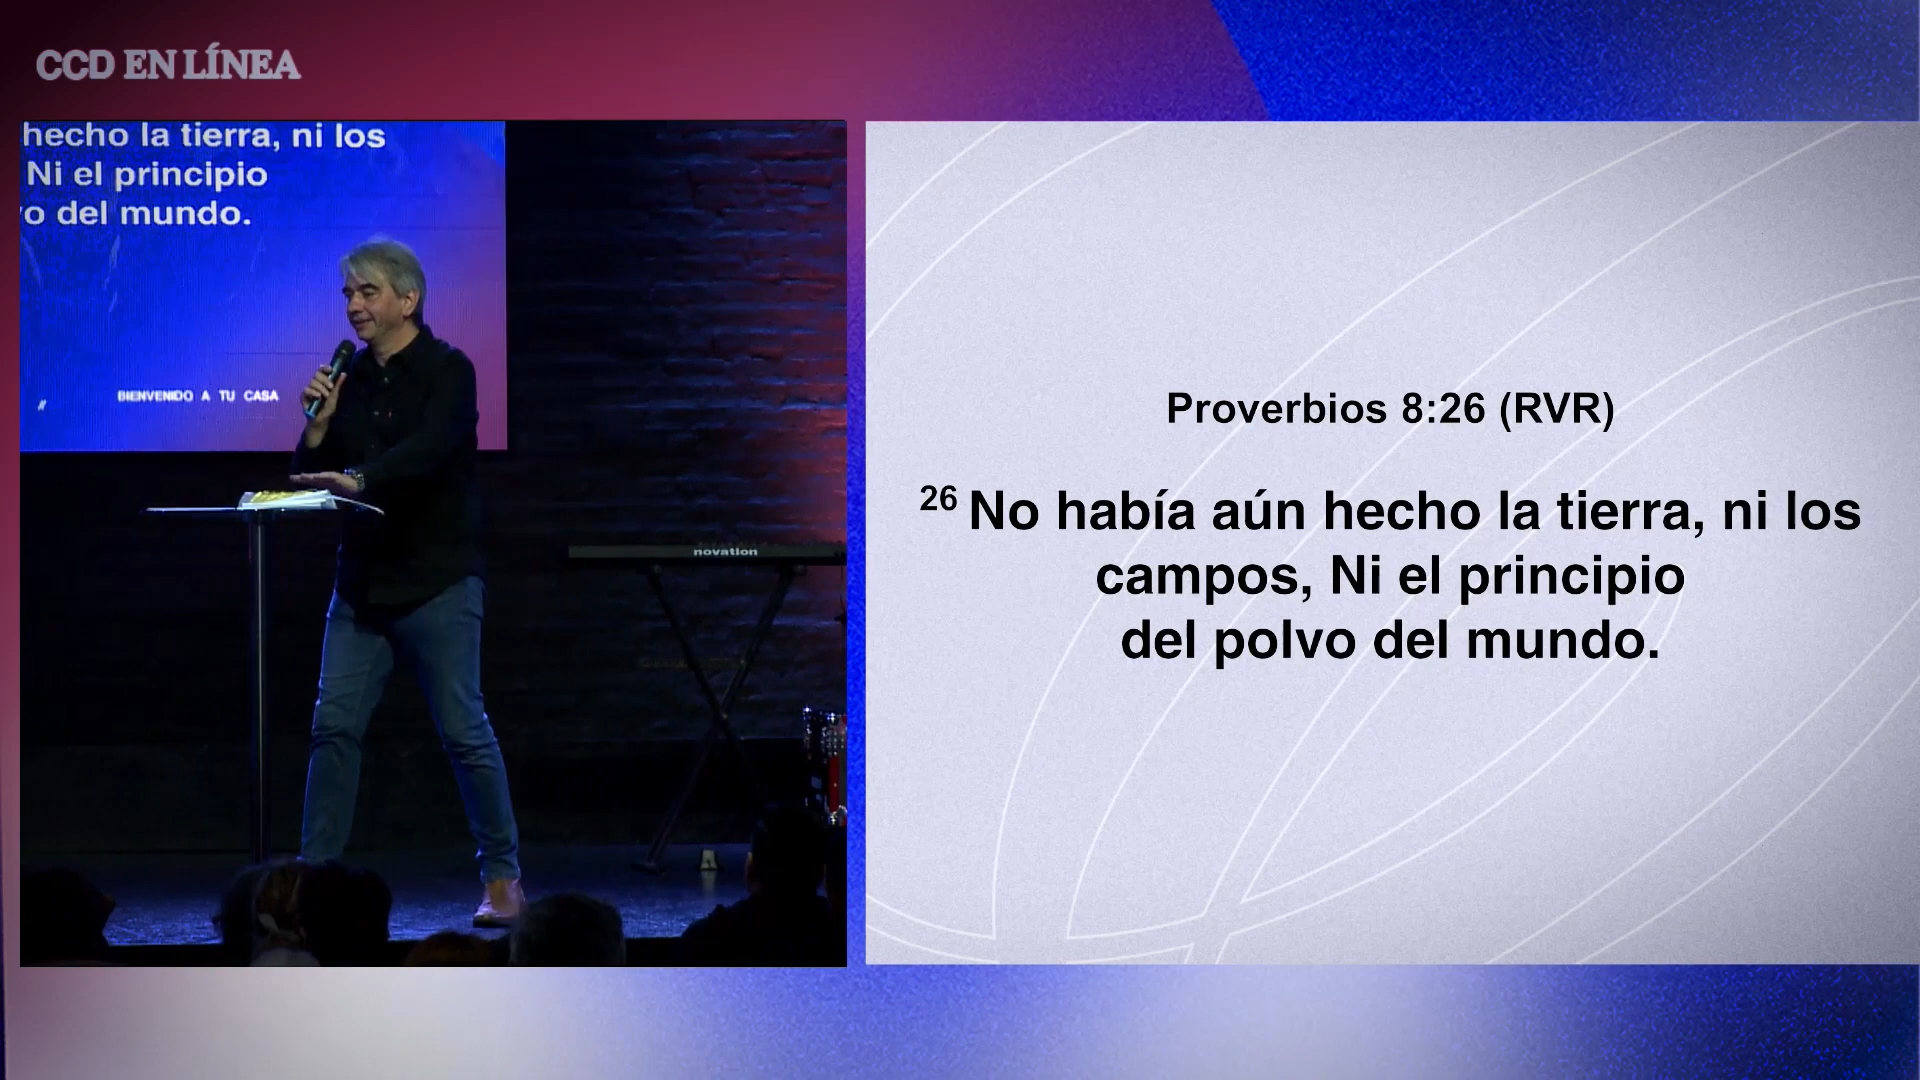 CCD EN LÍNEA
hecho la tierra, ni los
Ni el principio
del mundo.
BIENVENIDO A TU CASA
novation
Proverbios 8:26 (RVR)
26 No había aún hecho la tierra, ni los
campos, Ni el principio
del polvo del mundo.